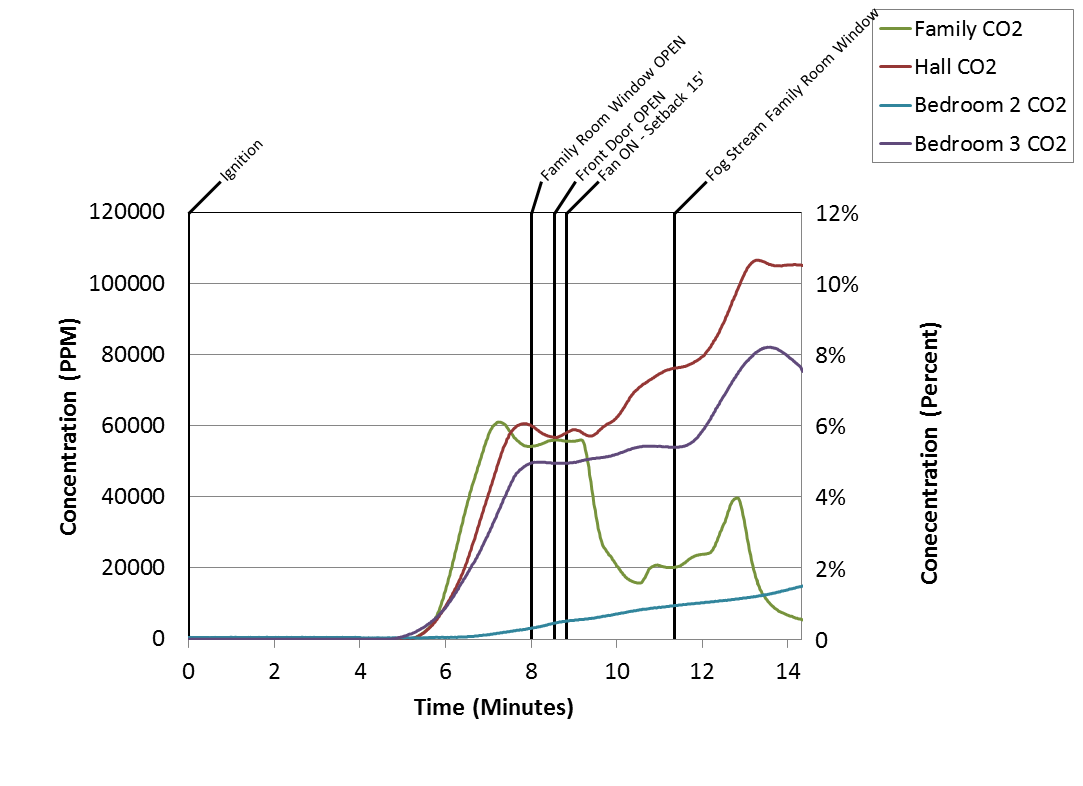 Family CO2
Hall CO2
Bedroom 2 CO2
Bedroom 3 CO2
Ignition
Family Room Window OPEN
Front Door OPEN
Fan ON - Setback 15'
Fog Stream Family Room Window
120000
100000
80000
60000
40000
20000
0
Concentration (PPM)
12%
10%
8%
6%
4%
2%
0
Conecentration (Percent)
0 2 4 6 8 10 12 14
Time (Minutes)